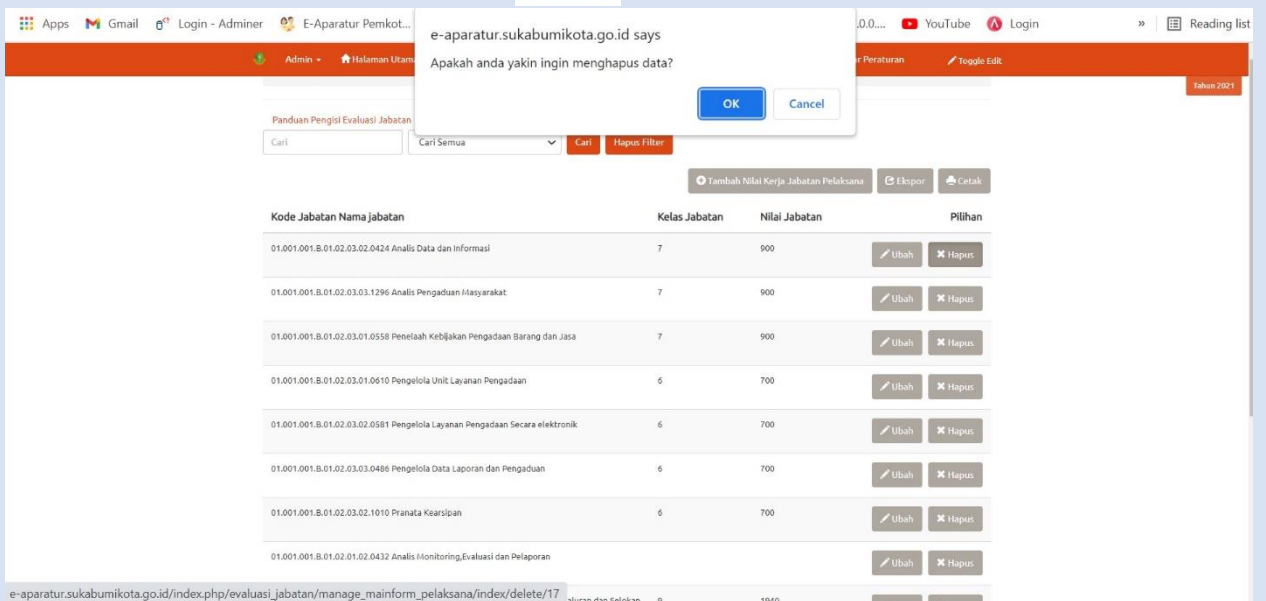 Apps Gmail Login - Adminer E-Aparatur Pemkot... .0.0.... YouTube Login » Reading list
e-aparatur.sukabumikota.go.id says
Apakah anda yakin ingin menghapus data?
OK Cancel
Admin Halaman Utam Peraturan Toggle Edit
Tahun 2021
Panduan Pengisi Evaluasi Jabatan
Cari Cari Semua Cari Hapus Filter
Tambah Nilai Kerja Jabatan Pelaksana Ekspor Cetak
Kode Jabatan Nama jabatan Kelas Jabatan Nilai Jabatan Pilihan
01.001.001.B.01.02.03.02.0424 Analis Data dan Informasi 7 900 Ubah Hapus
01.001.001.B.01.02.03.03.1296 Analis Pengaduan Masyarakat 7 900 Ubah Hapus
01.001.001.B.01.02.03.01.0558 Penelaah Kebijakan Pengadaan Barang dan Jasa 7 900 Ubah Hapus
01.001.001.B.01.02.03.01.0610 Pengelola Unit Layanan Pengadaan 6 700 Ubah Hapus
01.001.001.B.01.02.03.02.0581 Pengelola Layanan Pengadaan Secara elektronik 6 700 Ubah Hapus
01.001.001.B.01.02.03.03.0486 Pengelola Data Laporan dan Pengaduan 6 700 Ubah Hapus
01.001.001.B.01.02.03.02.1010 Pranata Kearsipan 6 700 Ubah Hapus
01.001.001.B.01.02.01.02.0432 Analis Monitoring,Evaluasi dan Pelaporan Ubah Hapus
e-aparatur.sukabumikota.go.id/index.php/evaluasi_jabatan/manage_mainform_pelaksana/index/delete/17